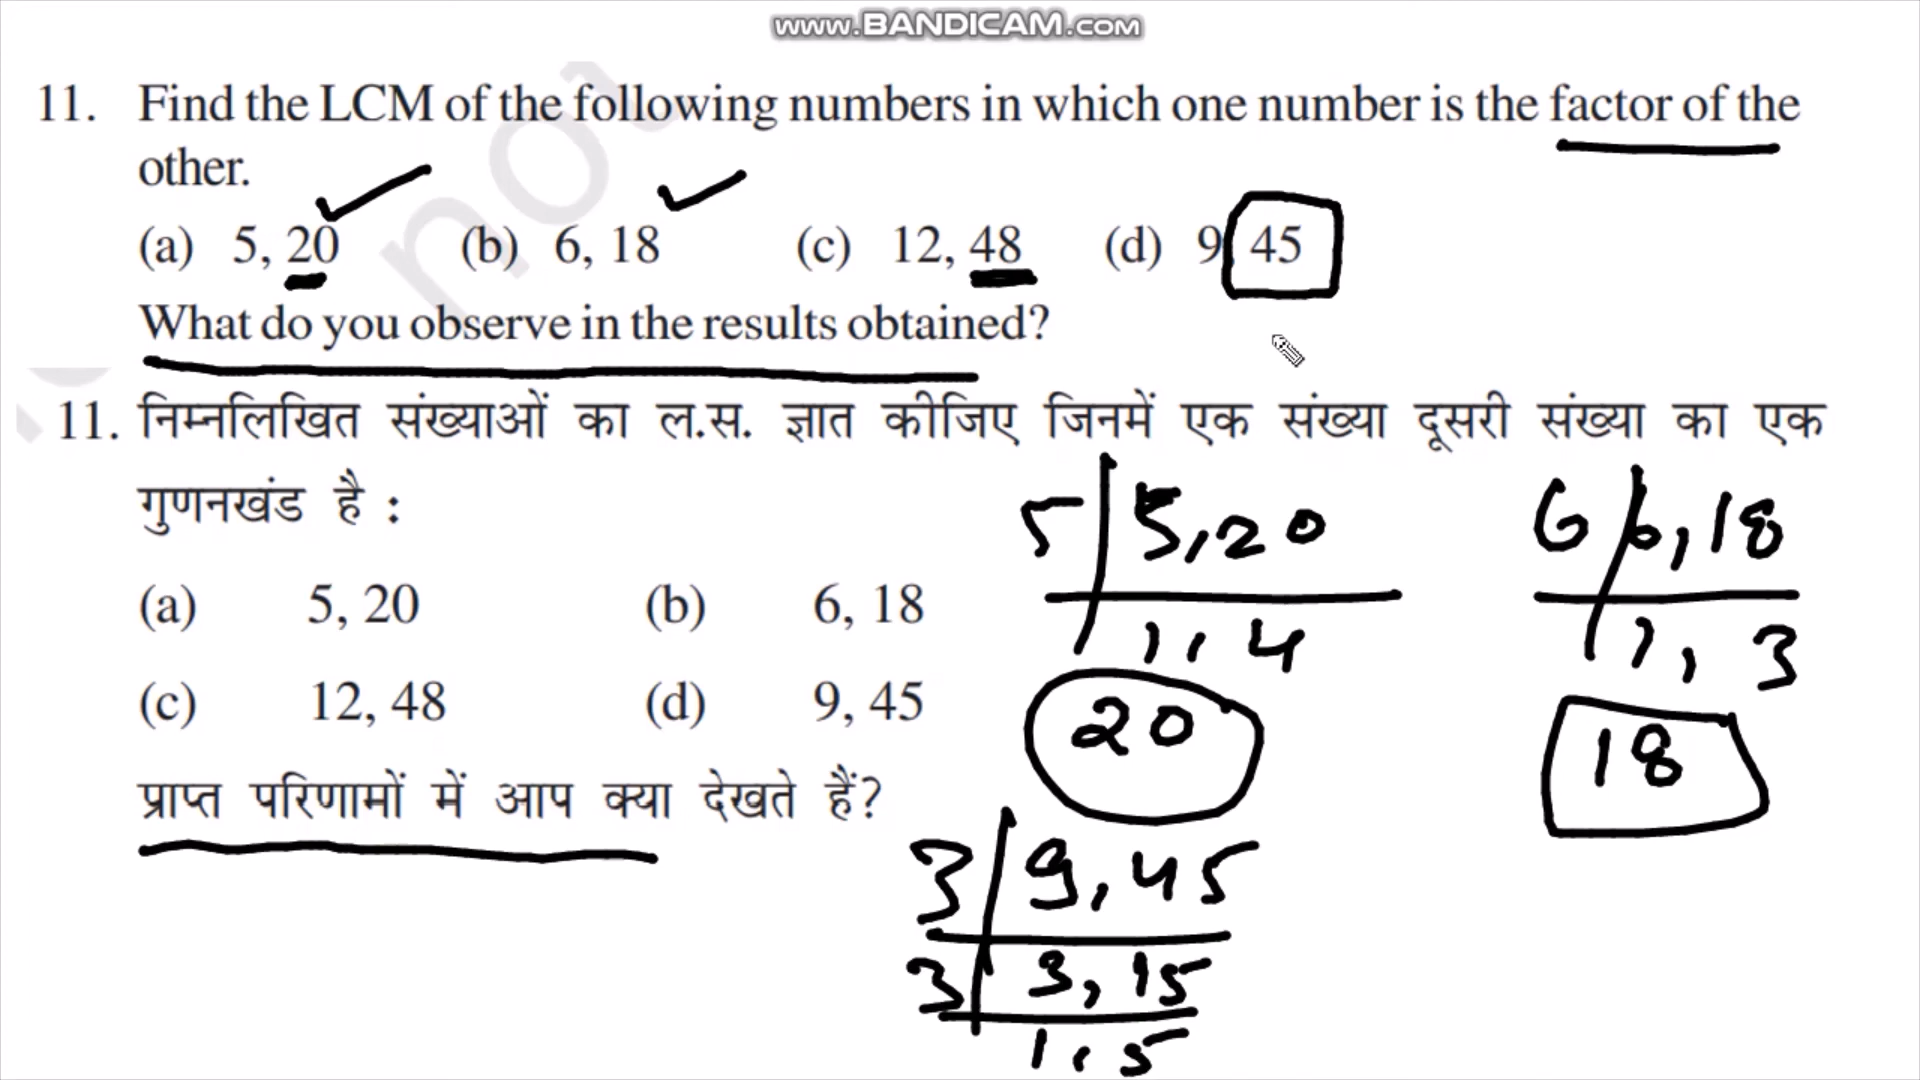 www.BANDICAM.com
11. Find the LCM of the following numbers in which one number is the factor of the
other.
(a) 5, 20 (b) 6, 18 (c) 12, 48 (d) 9 45
What do you observe in the results obtained?
11. निम्नलिखित संख्याओं का ल.स. ज्ञात कीजिए जिनमें एक संख्या दूसरी संख्या का एक
गुणनखंड है :
(a) 5, 20 (b) 6, 18
(c) 12, 48 (d) 9, 45
प्राप्त परिणामों में आप क्या देखते हैं?
5 5,20
1, 4
20
6 6,18
1, 3
18
3 9,45
3 3,15
1, 5
not